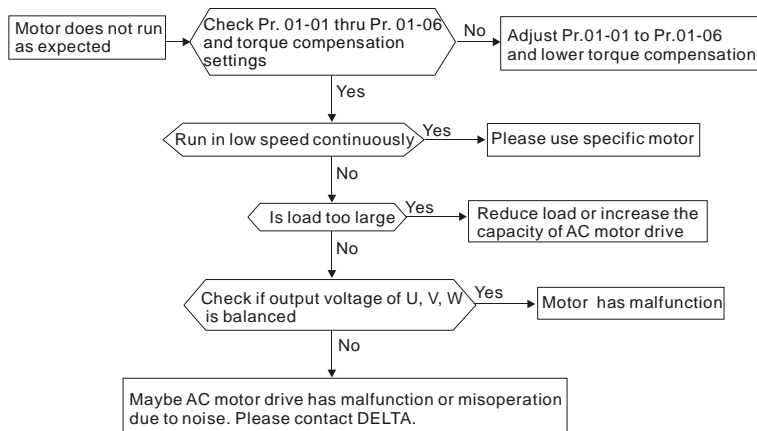 Motor does not run
as expected
Check Pr. 01-01 thru Pr. 01-06
and torque compensation
settings
No
Adjust Pr.01-01 to Pr.01-06
and lower torque compensation
Yes
Run in low speed continuously
Yes
Please use specific motor
No
Is load too large
Yes
Reduce load or increase the
capacity of AC motor drive
No
Check if output voltage of U, V, W
is balanced
Yes
Motor has malfunction
No
Maybe AC motor drive has malfunction or misoperation
due to noise. Please contact DELTA.